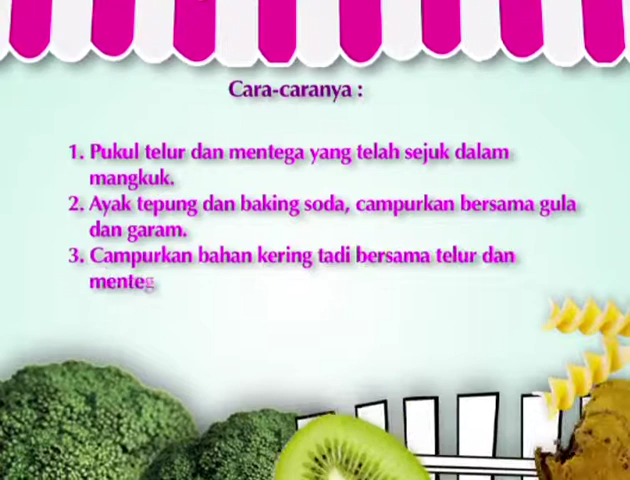 Cara-caranya :
1. Pukul telur dan mentega yang telah sejuk dalam
mangkuk.
2. Ayak tepung dan baking soda, campurkan bersama gula
dan garam.
3. Campurkan bahan kering tadi bersama telur dan
menteg